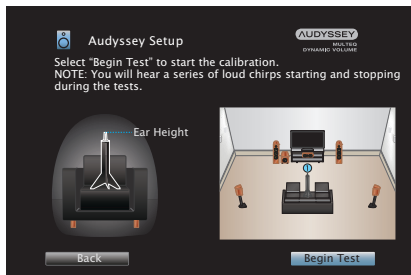 Audyssey Setup
AUDYSSEY
MULTEQ
DYNAMIC VOLUME
Select “Begin Test” to start the calibration.
NOTE: You will hear a series of loud chirps starting and stopping
during the tests.
Ear Height
Back
Begin Test